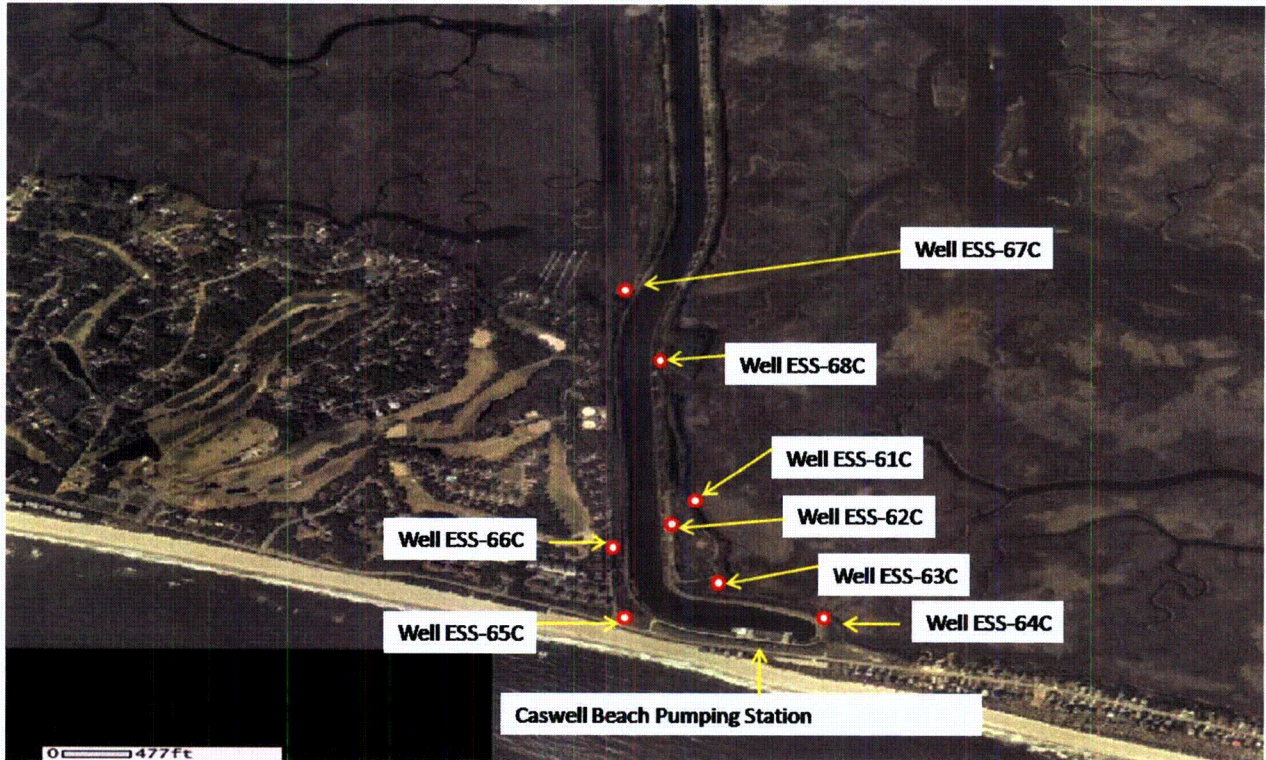 Well ESS-67C
Well ESS-68C
Well ESS-61C
Well ESS-62C
Well ESS-66C
Well ESS-63C
Well ESS-64C
Well ESS-65C
Caswell Beach Pumping Station
0 477ft